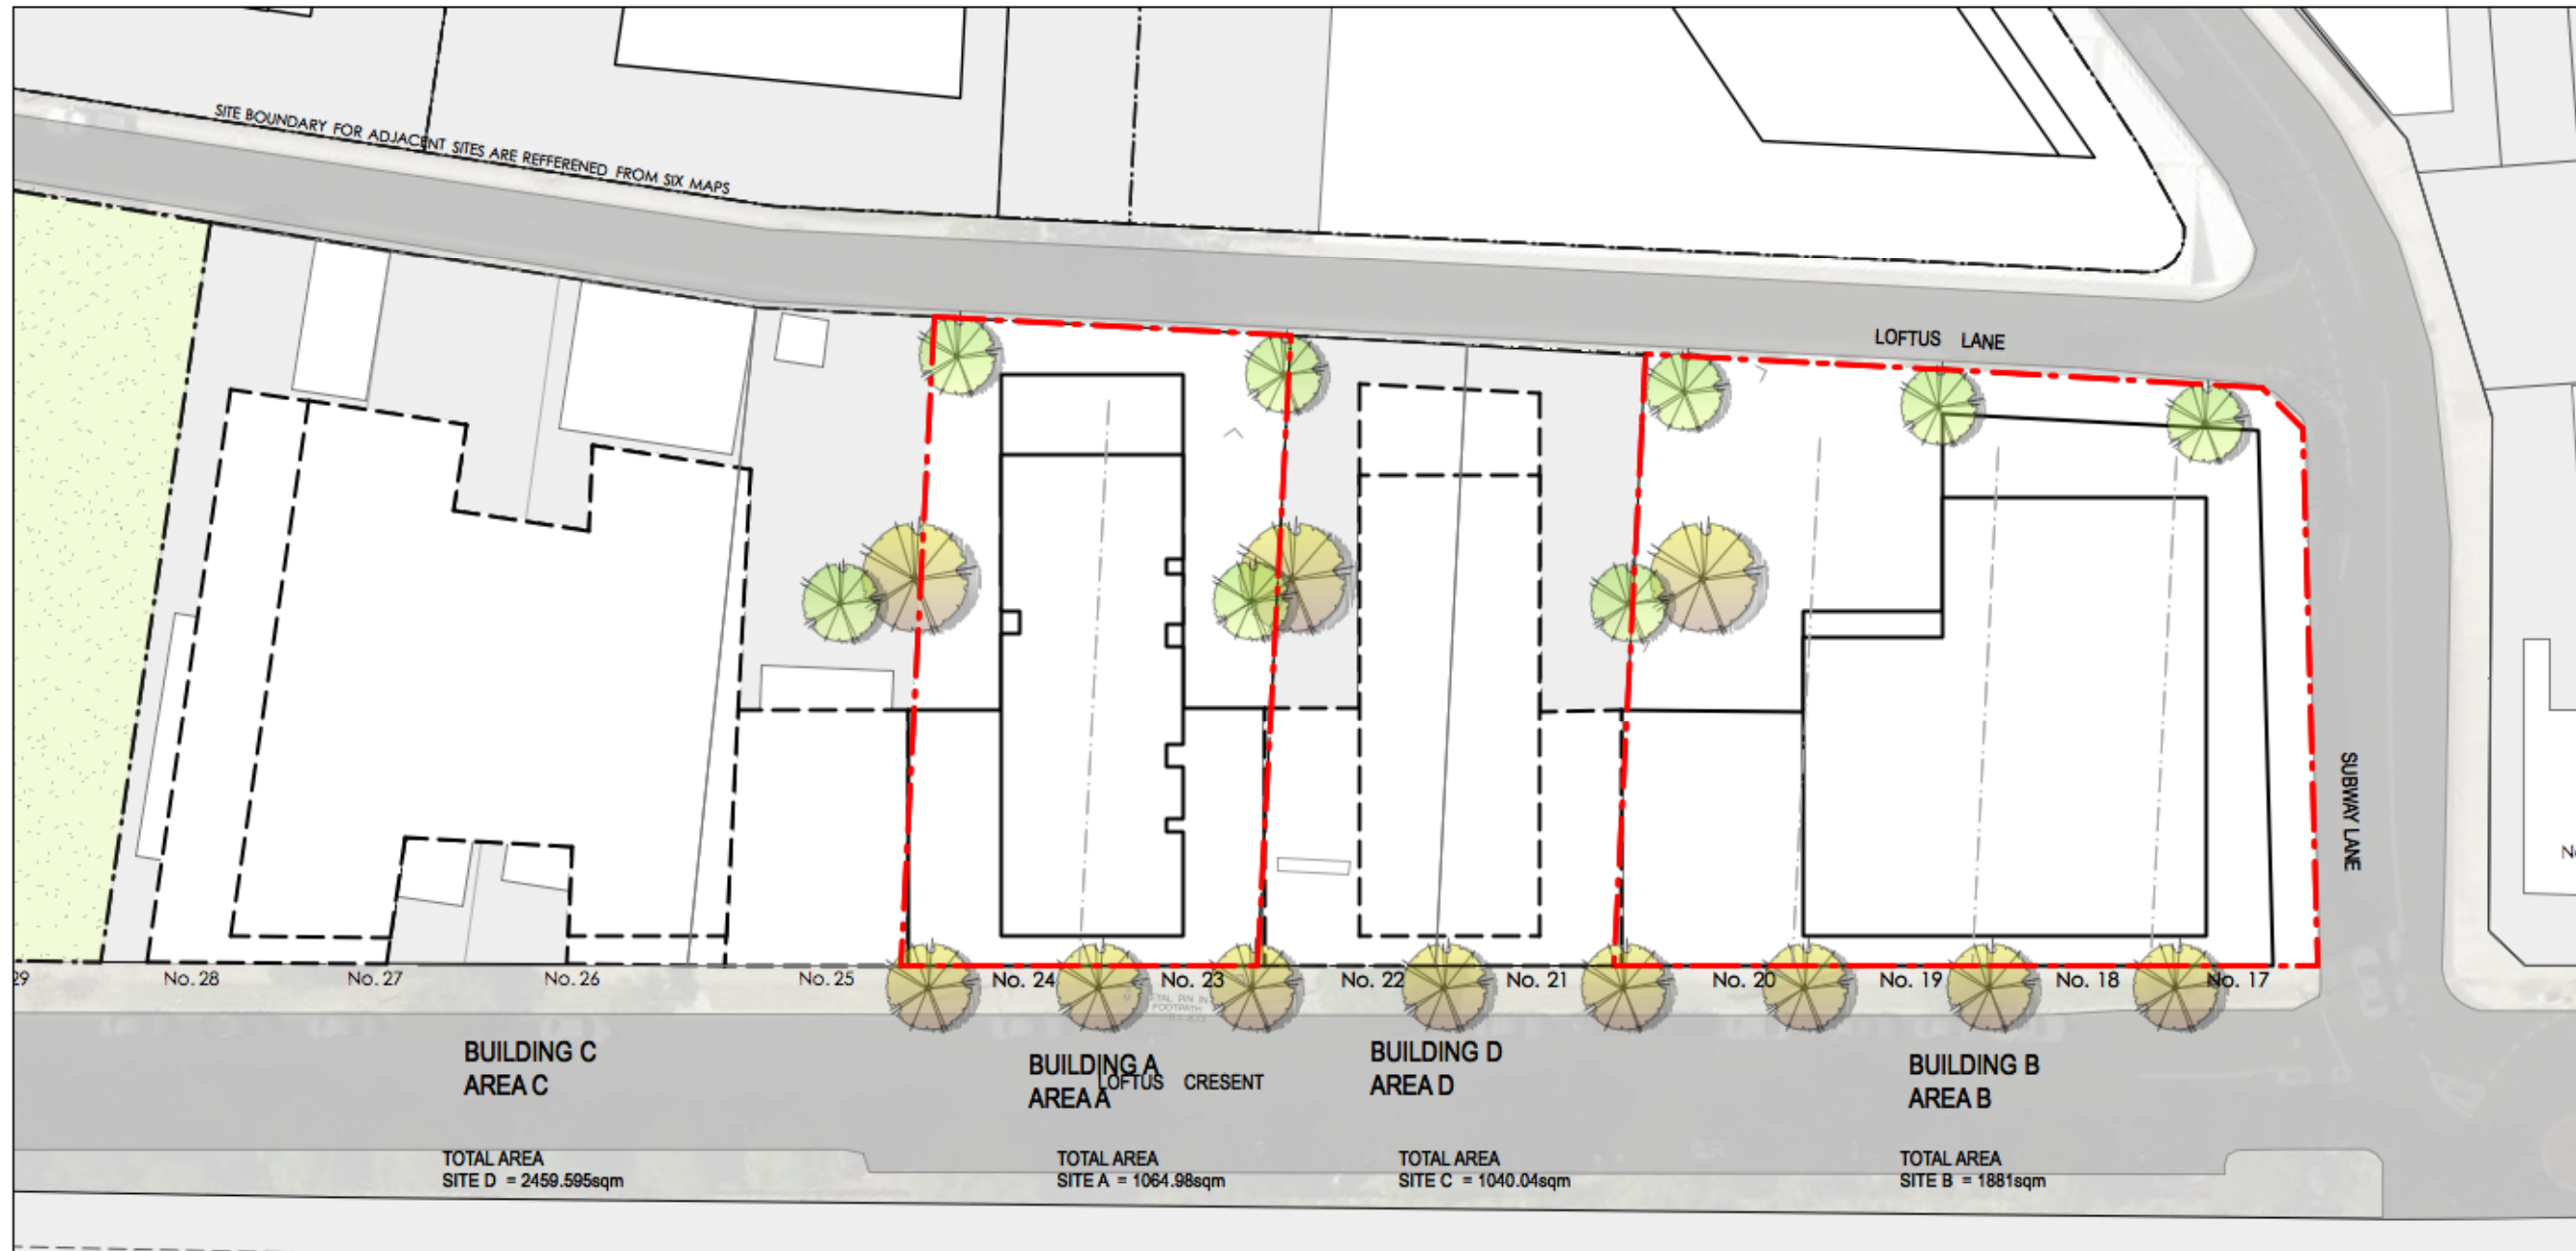 SITE BOUNDARY FOR ADJACENT SITES ARE REFFERENED FROM SIX MAPS
LOFTUS LANE
SUBWAY LANE
29
No. 28
No. 27
No. 26
No. 25
No. 24
No. 23
No. 22
No. 21
No. 20
No. 19
No. 18
No. 17
PIN IN
FOOTPATH
BUILDING C
AREA C
BUILDING A
AREA A
LOFTUS CRESENT
BUILDING D
AREA D
BUILDING B
AREA B
TOTAL AREA
SITE D = 2459.595sqm
TOTAL AREA
SITE A = 1064.98sqm
TOTAL AREA
SITE C = 1040.04sqm
TOTAL AREA
SITE B = 1881sqm